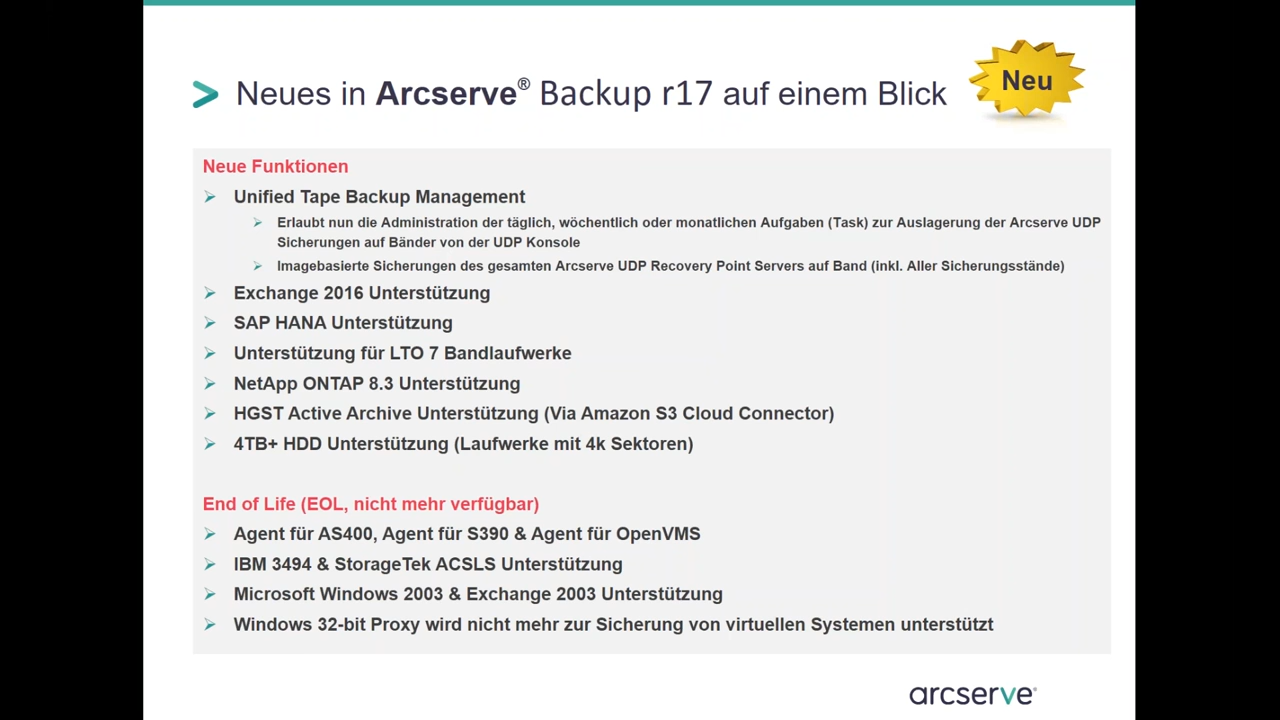 Neues in Arcserve® Backup r17 auf einem Blick
Neu
Neue Funktionen
Unified Tape Backup Management
Erlaubt nun die Administration der täglich, wöchentlich oder monatlichen Aufgaben (Task) zur Auslagerung der Arcserve UDP
Sicherungen auf Bänder von der UDP Konsole
Imagebasierte Sicherungen des gesamten Arcserve UDP Recovery Point Servers auf Band (inkl. Aller Sicherungsstände)
Exchange 2016 Unterstützung
SAP HANA Unterstützung
Unterstützung für LTO 7 Bandlaufwerke
NetApp ONTAP 8.3 Unterstützung
HGST Active Archive Unterstützung (Via Amazon S3 Cloud Connector)
4TB+ HDD Unterstützung (Laufwerke mit 4k Sektoren)
End of Life (EOL, nicht mehr verfügbar)
Agent für AS400, Agent für S390 & Agent für OpenVMS
IBM 3494 & StorageTek ACSLS Unterstützung
Microsoft Windows 2003 & Exchange 2003 Unterstützung
Windows 32-bit Proxy wird nicht mehr zur Sicherung von virtuellen Systemen unterstützt
arcserve®